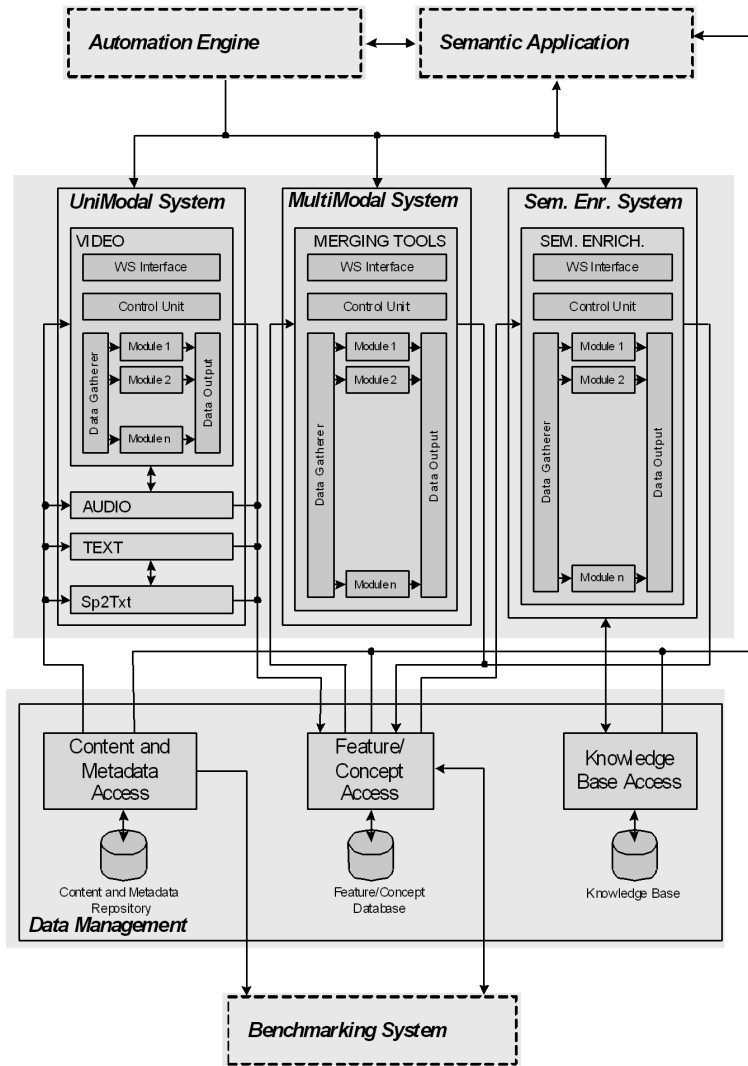 Automation Engine
Semantic Application
UniModal System
VIDEO
WS Interface
Control Unit
Data Gatherer
Module 1
Module 2
Module n
Data Output
AUDIO
TEXT
Sp2Txt
MultiModal System
MERGING TOOLS
WS Interface
Control Unit
Data Gatherer
Module 1
Module 2
Module n
Data Output
Sem. Enr. System
SEM. ENRICH.
WS Interface
Control Unit
Data Gatherer
Module 1
Module 2
Module n
Data Output
Content and
Metadata
Access
Feature/
Concept
Access
Knowledge
Base Access
Content and Metadata
Repository
Feature/Concept
Database
Knowledge Base
Data Management
Benchmarking System